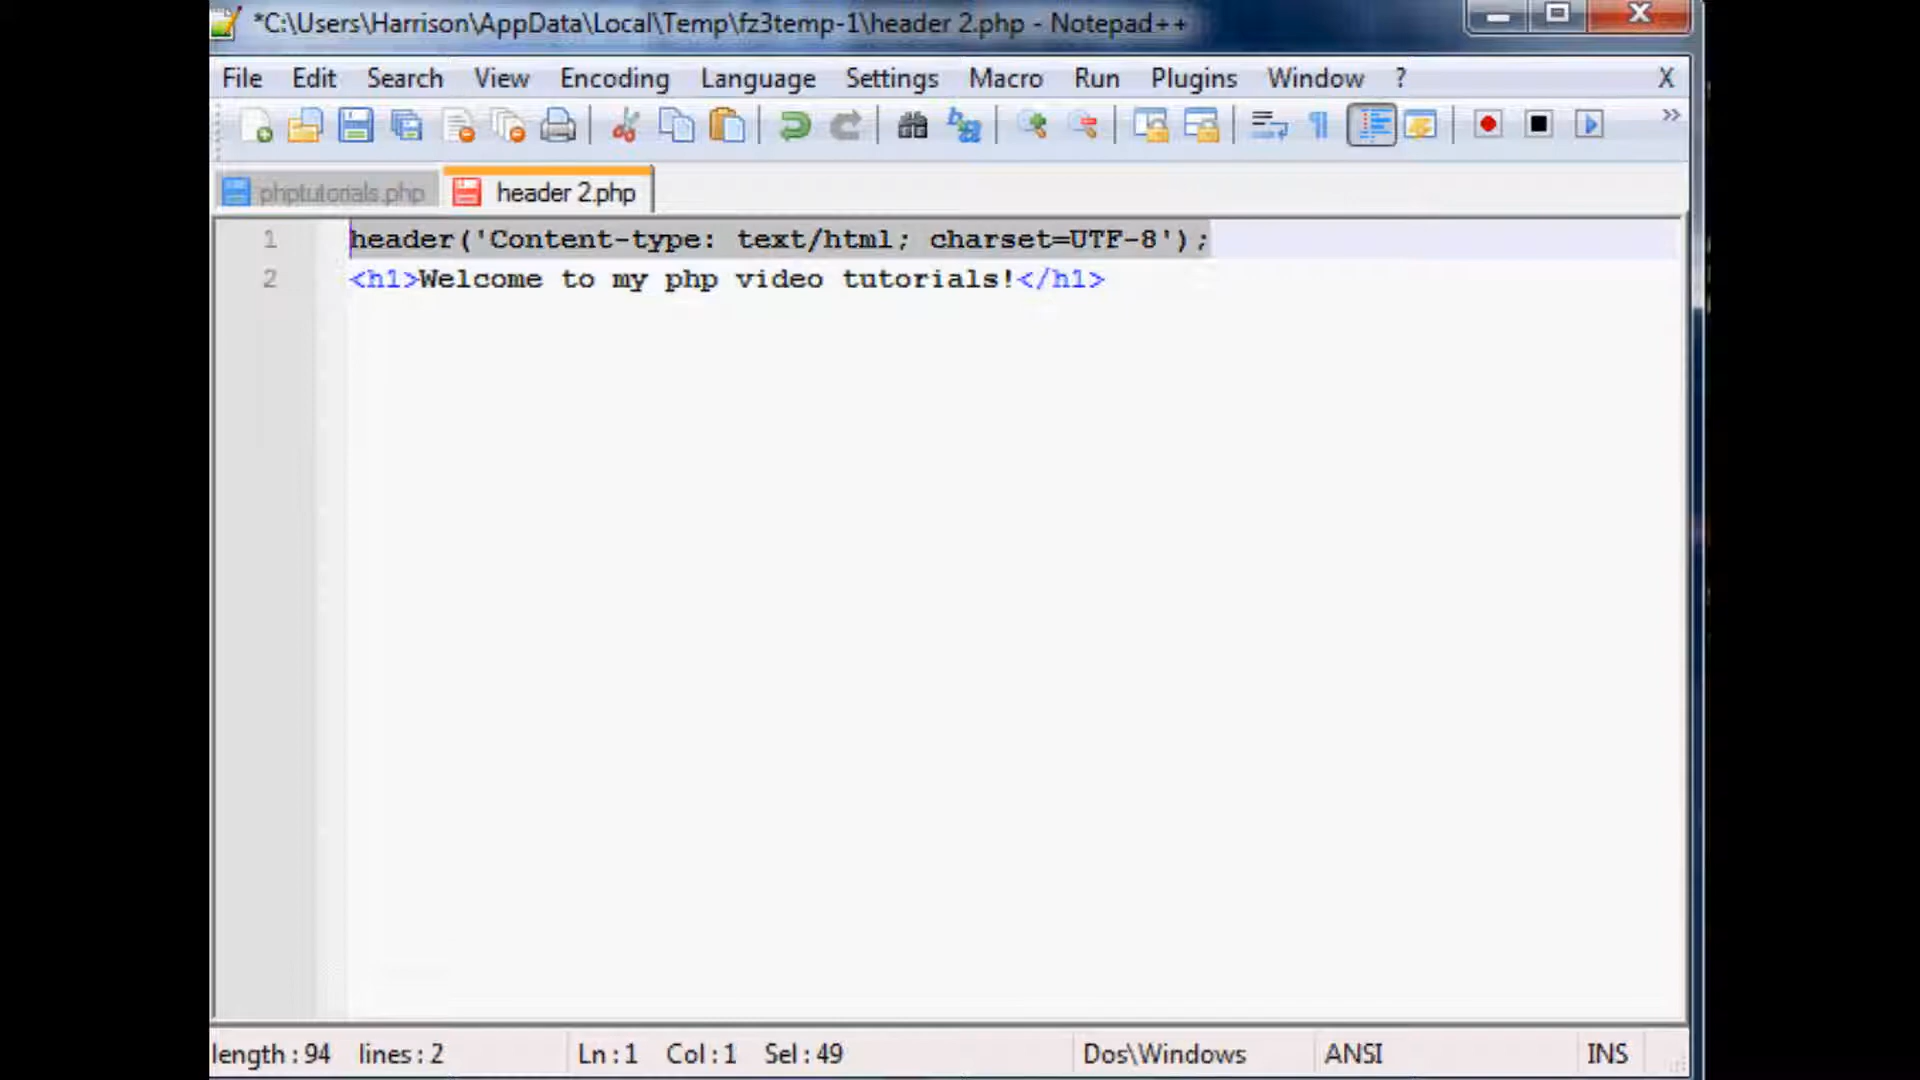 *C:\Users\Harrison\AppData\Local\Temp\fz3temp-1\header 2.php - Notepad++
File Edit Search View Encoding Language Settings Macro Run Plugins Window ? X
phptutorials.php header 2.php
1 header('Content-type: text/html; charset=UTF-8');
2 <h1>Welcome to my php video tutorials!</h1>
length : 94 lines : 2 Ln : 1 Col : 1 Sel : 49 Dos\Windows ANSI INS